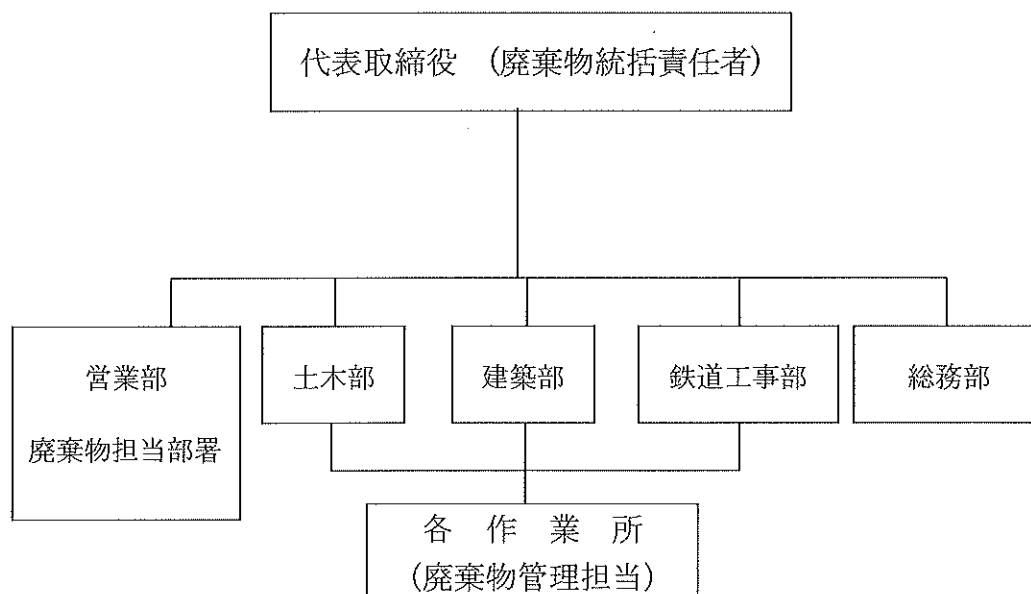 代表取締役 (廃棄物統括責任者)
営業部
廃棄物担当部署
土木部
建築部
鉄道工事部
総務部
各作業所
(廃棄物管理担当)